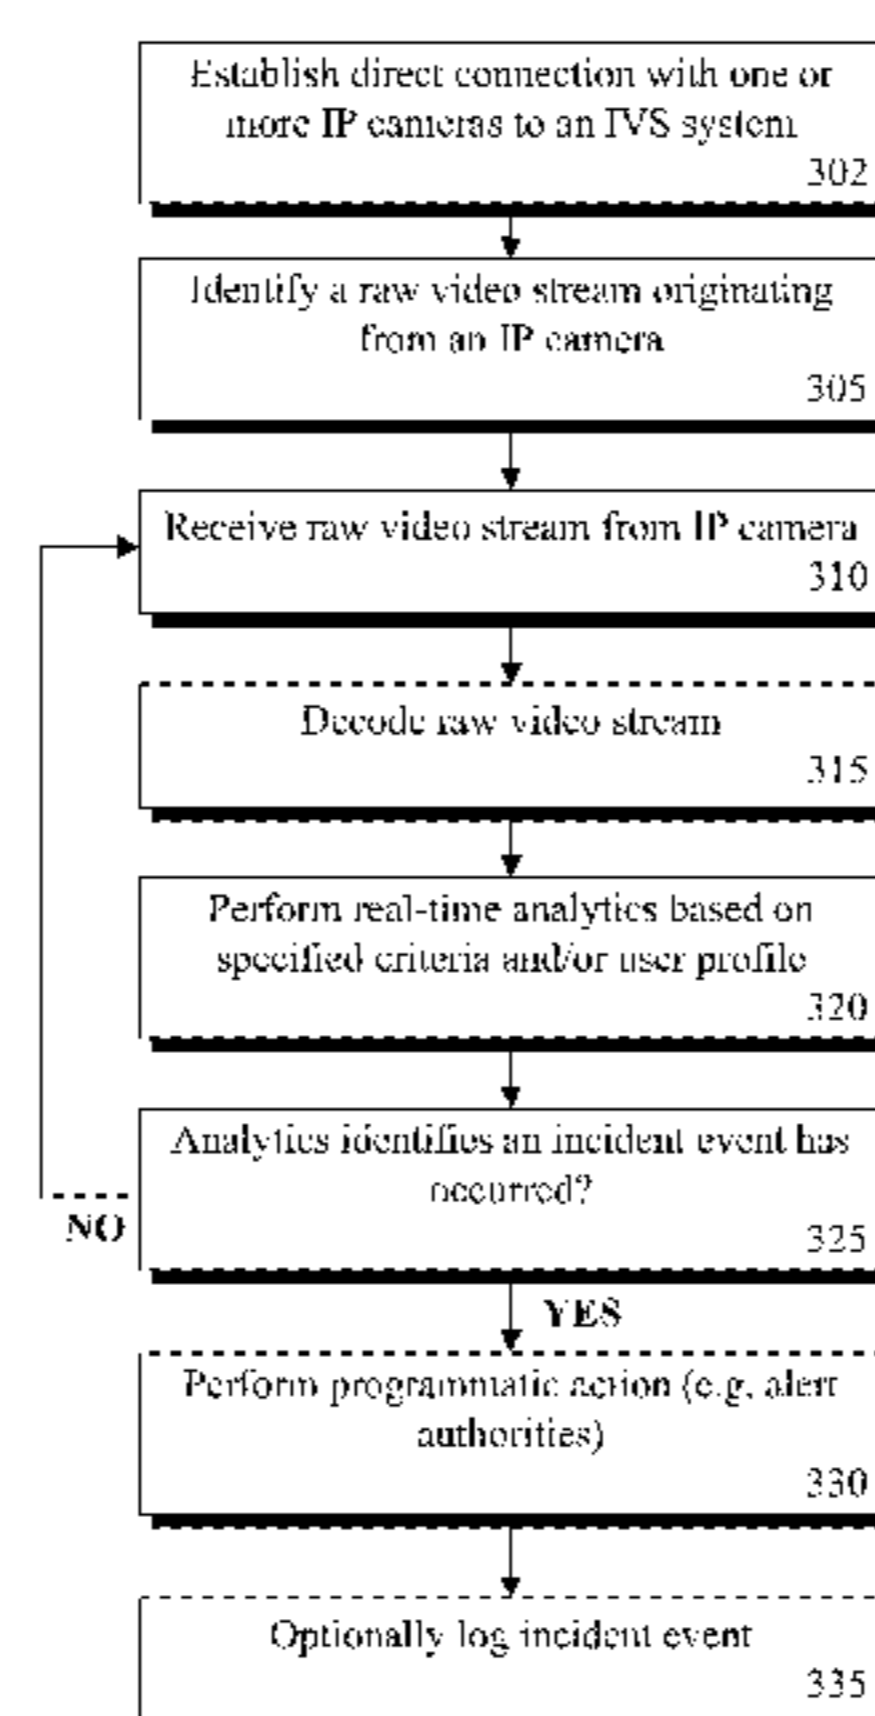 Establish direct connection with one or
more IP cameras to an IVS system
302
Identify a raw video stream originating
from an IP camera
305
Receive raw video stream from IP camera
310
Decode raw video stream
315
Perform real-time analytics based on
specified criteria and/or user profile
320
Analytics identifies an incident event has
occurred?
325
NO
YES
Perform programmatic action (e.g. alert
authorities)
330
Optionally log incident event
335